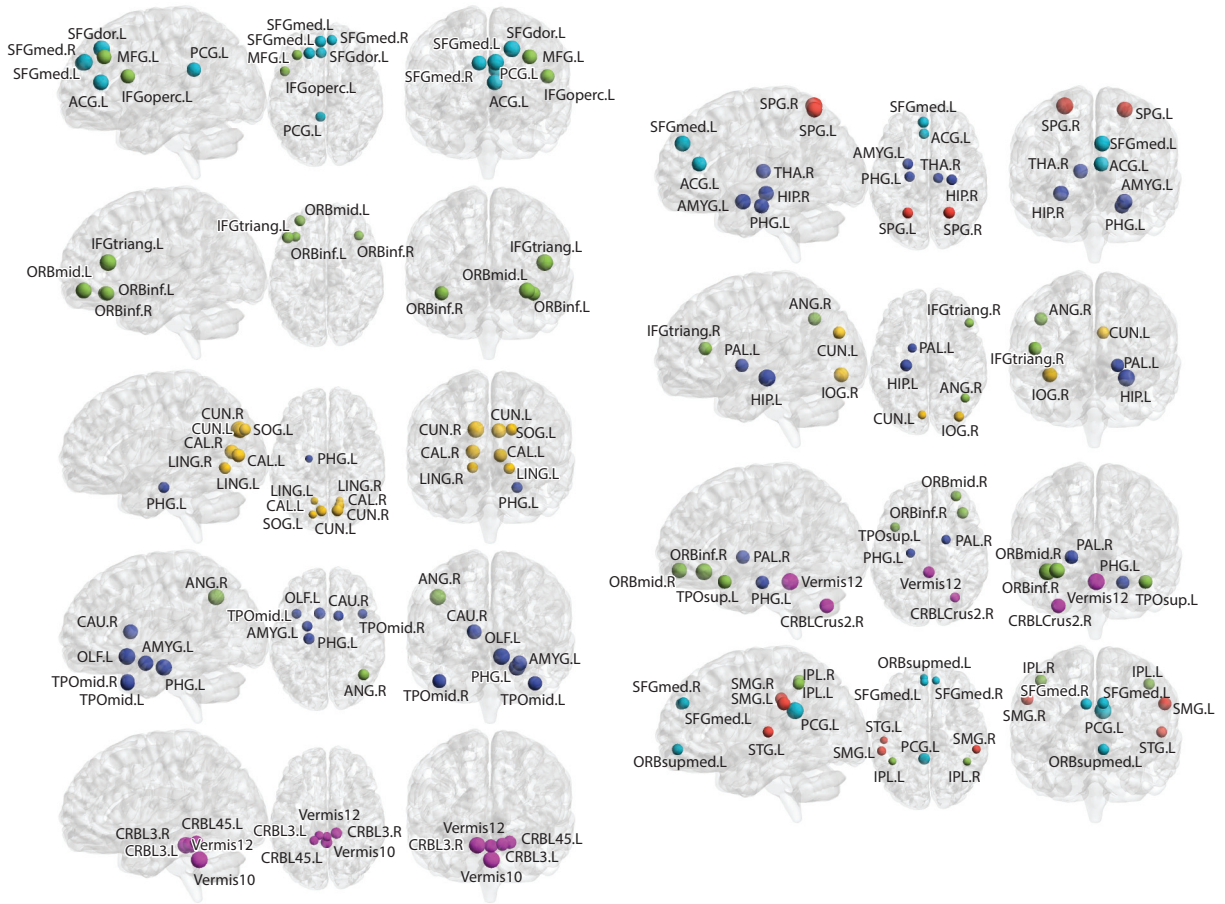 SFGdor.L
SFGmed.R
MFG.L
SFGmed.L
PCG.L
ACG.L
IFGoperc.L
SFGmed.L
SFGmed.R
SFGmed.L
MFG.L
SFGdor.L
IFGoperc.L
PCG.L
SFGdor.L
SFGmed.L
MFG.L
SFGmed.R
PCG.L
IFGoperc.L
ACG.L
IFGtriang.L
ORBmid.L
ORBinf.L
ORBinf.R
ORBmid.L
IFGtriang.L
ORBinf.L
ORBinf.R
IFGtriang.L
ORBmid.L
ORBinf.R
ORBinf.L
CUN.R
CUN.L
SOG.L
CAL.R
CAL.L
LING.R
LING.L
PHG.L
PHG.L
LING.L
LING.R
CAL.L
CAL.R
SOG.L
CUN.R
CUN.L
CUN.R
SOG.L
CAL.R
CAL.L
LING.R
LING.L
PHG.L
ANG.R
CAU.R
OLF.L
AMYG.L
TPOmid.R
PHG.L
TPOmid.L
OLF.L
CAU.R
TPOmid.L
TPOmid.R
AMYG.L
PHG.L
ANG.R
ANG.R
CAU.R
OLF.L
AMYG.L
PHG.L
TPOmid.R
TPOmid.L
CRBL45.L
CRBL3.R
Vermis12
CRBL3.L
Vermis10
Vermis12
CRBL3.L
CRBL3.R
CRBL45.L
Vermis10
Vermis12
CRBL45.L
CRBL3.R
CRBL3.L
Vermis10
SPG.R
SPG.L
SFGmed.L
ACG.L
THA.R
HIP.R
AMYG.L
PHG.L
SFGmed.L
ACG.L
AMYG.L
THA.R
PHG.L
HIP.R
SPG.L
SPG.R
SPG.R
SPG.L
SFGmed.L
THA.R
ACG.L
AMYG.L
HIP.R
PHG.L
ANG.R
IFGtriang.R
CUN.L
PAL.L
HIP.L
IOG.R
IFGtriang.R
PAL.L
HIP.L
ANG.R
CUN.L
IOG.R
ANG.R
CUN.L
IFGtriang.R
PAL.L
IOG.R
HIP.L
ORBinf.R
PAL.R
ORBmid.R
Vermis12
TPOsup.L
PHG.L
CRBLCrus2.R
ORBmid.R
ORBinf.R
TPOsup.L
PAL.R
PHG.L
Vermis12
CRBLCrus2.R
ORBmid.R
PAL.R
PHG.L
ORBinf.R
Vermis12
TPOsup.L
CRBLCrus2.R
SMG.R
IPL.R
SMG.L
IPL.L
SFGmed.R
SFGmed.L
PCG.L
STG.L
ORBsupmed.L
ORBsupmed.L
SFGmed.L
SFGmed.R
STG.L
SMG.L
PCG.L
SMG.R
IPL.L
IPL.R
IPL.R
IPL.L
SFGmed.R
SFGmed.L
SMG.R
SMG.L
PCG.L
STG.L
ORBsupmed.L